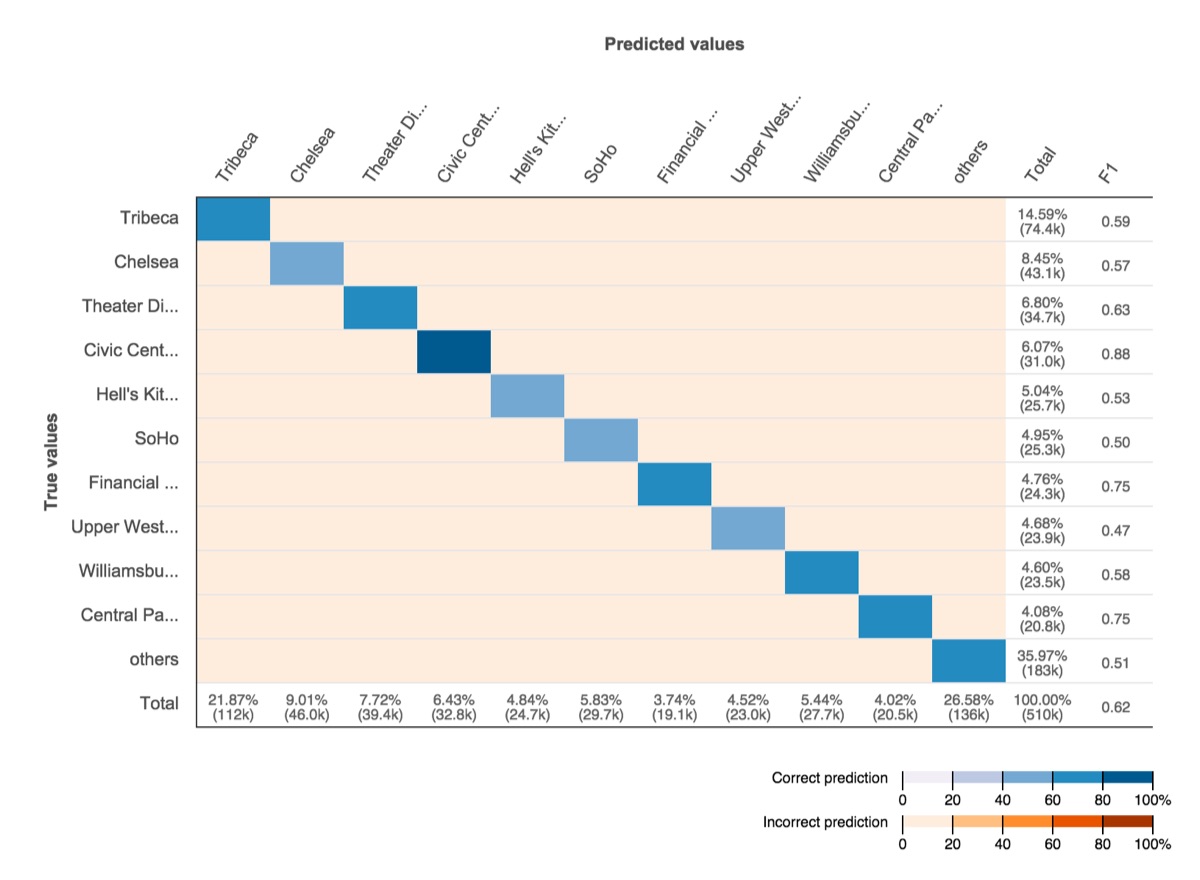 Predicted values
Tribeca Chelsea Theater Di... Civic Cent... Hell's Kit... SoHo Financial ... Upper West... Williamsbu... Central Pa... others Total F1
True values
Tribeca 14.59% 0.59
(74.4k)
Chelsea 8.45% 0.57
(43.1k)
Theater Di... 6.80% 0.63
(34.7k)
Civic Cent... 6.07% 0.88
(31.0k)
Hell's Kit... 5.04% 0.53
(25.7k)
SoHo 4.95% 0.50
(25.3k)
Financial ... 4.76% 0.75
(24.3k)
Upper West... 4.68% 0.47
(23.9k)
Williamsbu... 4.60% 0.58
(23.5k)
Central Pa... 4.08% 0.75
(20.8k)
others 35.97% 0.51
(183k)
Total 21.87% 9.01% 7.72% 6.43% 4.84% 5.83% 3.74% 4.52% 5.44% 4.02% 26.58% 100.00% 0.62
(112k) (46.0k) (39.4k) (32.8k) (24.7k) (29.7k) (19.1k) (23.0k) (27.7k) (20.5k) (136k) (510k)
Correct prediction
0 20 40 60 80 100%
Incorrect prediction
0 20 40 60 80 100%